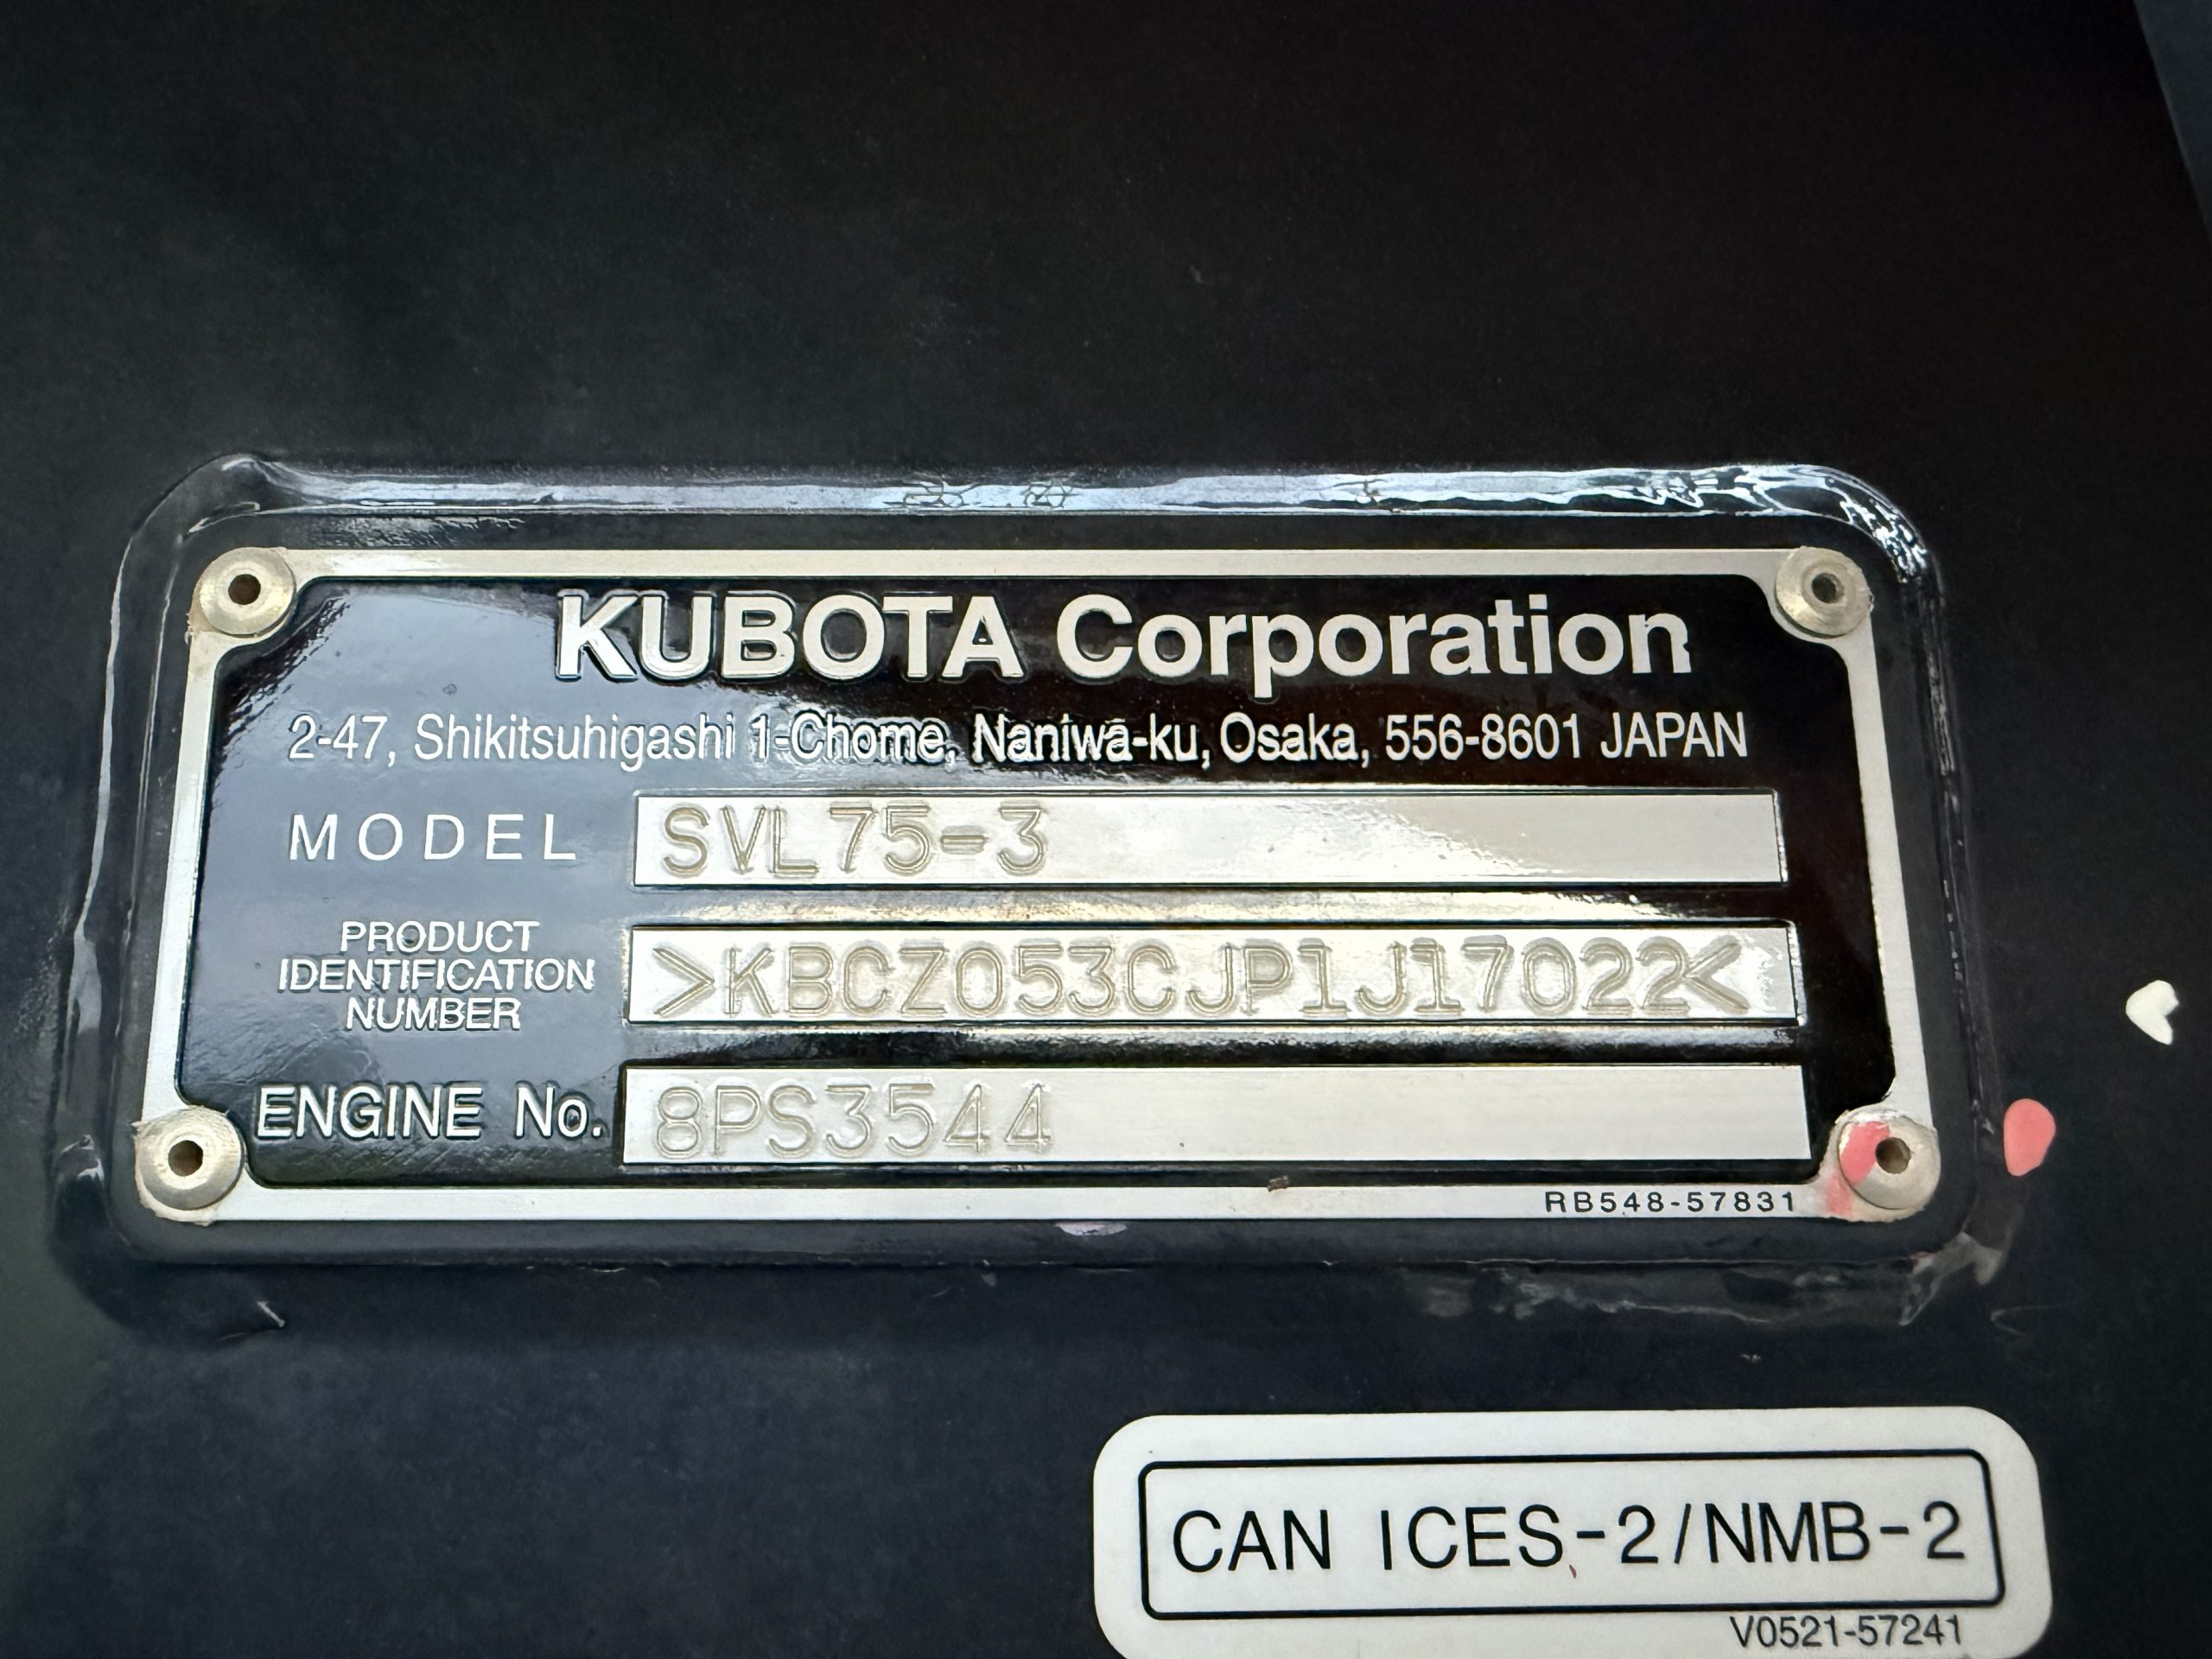 KUBOTA Corporation
2-47, Shikitsuhigashi 1-Chome, Naniwa-ku, Osaka, 556-8601 JAPAN
MODEL SVL75-3
PRODUCT
IDENTIFICATION
NUMBER
>KBCZ053CJP1J17022<
ENGINE No. 8PS3544
RB548-57831
CAN ICES-2/NMB-2
V0521-57241